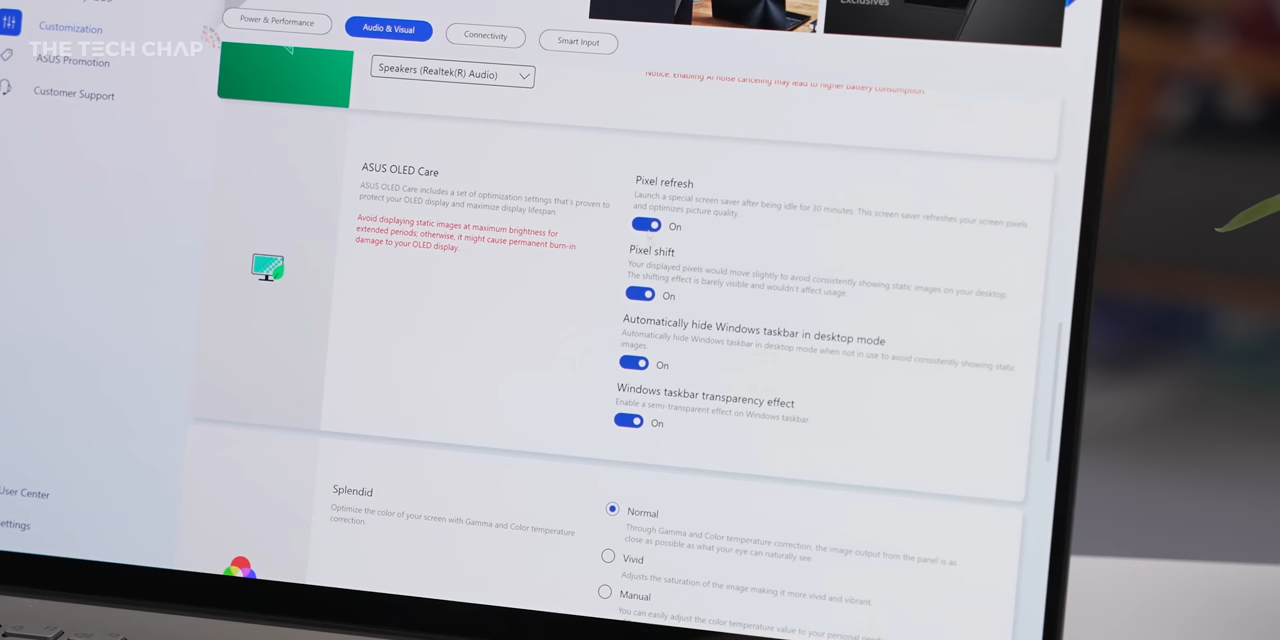 Exclusives
Power & Performance
Audio & Visual
Connectivity
Smart Input
Customization
THE TECH CHAP
ASUS Promotion
Customer Support
Speakers (Realtek(R) Audio)
Notice: Enabling AI noise canceling may lead to higher battery consumption.
ASUS OLED Care
ASUS OLED Care includes a set of optimization settings that's proven to
protect your OLED display and maximize display lifespan.
Avoid displaying static images at maximum brightness for
extended periods; otherwise, it might cause permanent burn-in
damage to your OLED display.
Pixel refresh
Launch a special screen saver after being idle for 30 minutes. This screen saver refreshes your screen pixels
and optimizes picture quality.
On
Pixel shift
Your displayed pixels would move slightly to avoid consistently showing static images on your desktop.
The shifting effect is barely visible and wouldn't affect usage.
On
Automatically hide Windows taskbar in desktop mode
Automatically hide Windows taskbar in desktop mode when not in use to avoid consistently showing static
images.
On
Windows taskbar transparency effect
Enable a semi-transparent effect on Windows taskbar
On
User Center
ettings
Splendid
Optimize the color of your screen with Gamma and Color temperature
correction.
Normal
Through Gamma and Color temperature correction, the image output from the panel is as
close as possible as what your eye can naturally see
Vivid
Adjusts the saturation of the image making it more vivid and vibrant.
Manual
You can easily adjust the color temperature value to your personal